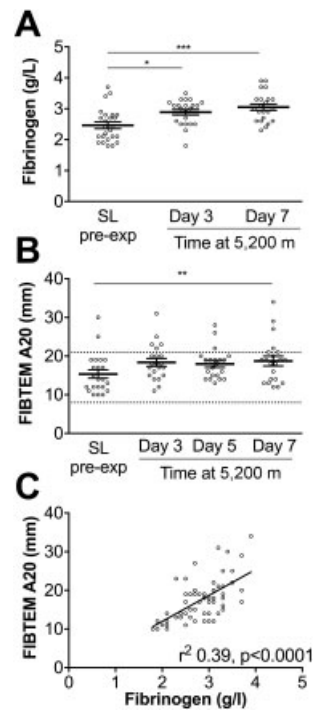 A
***
*
Fibrinogen (g/L)
5
4
3
2
1
0
SL
pre-exp
Day 3
Day 7
Time at 5,200 m
B
**
FIBTEM A20 (mm)
40
30
20
10
0
SL
pre-exp
Day 3
Day 5
Day 7
Time at 5,200 m
C
FIBTEM A20 (mm)
40
30
20
10
0
r² 0.39, p<0.0001
0
1
2
3
4
5
Fibrinogen (g/l)